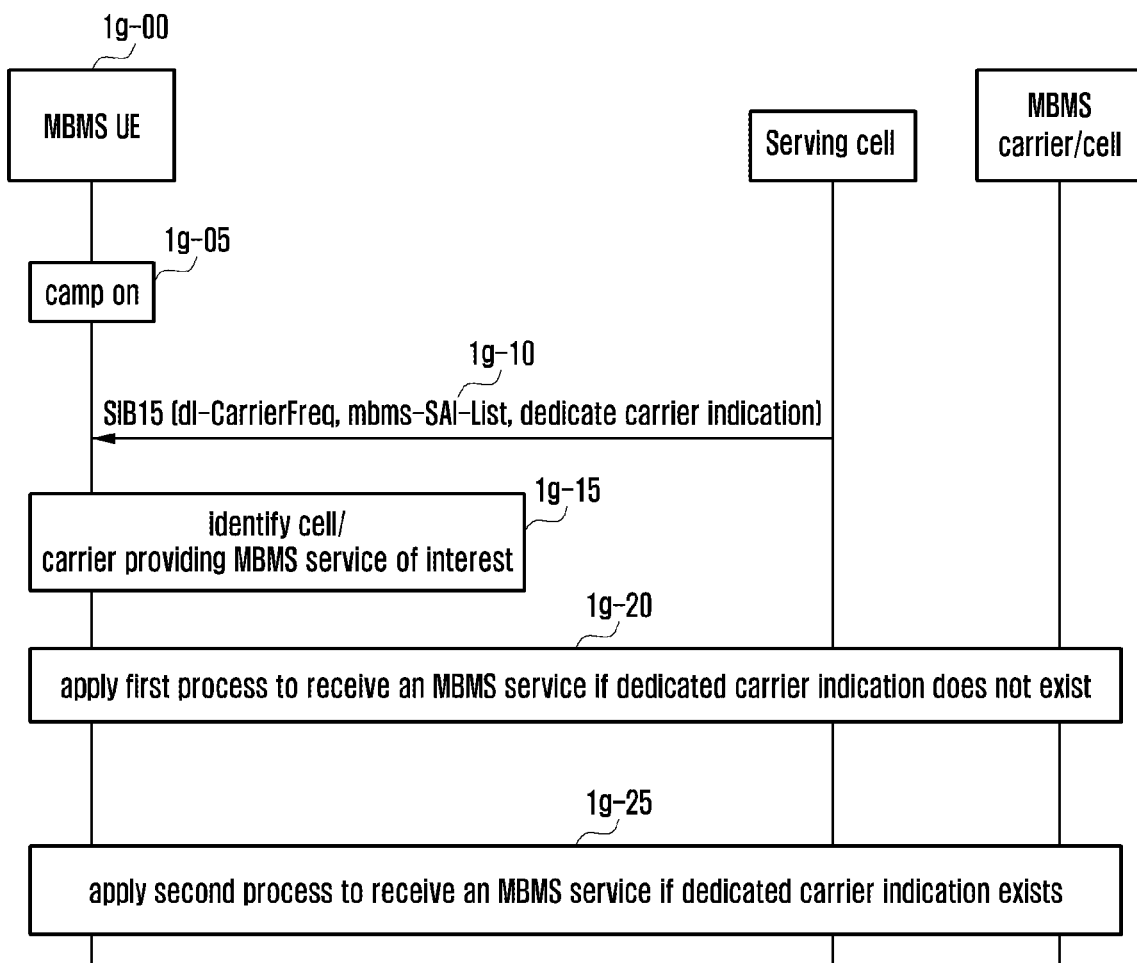 1g-00
MBMS UE
Serving cell
MBMS
carrier/cell
1g-05
camp on
1g-10
SIB15 (dl-CarrierFreq, mbms-SAI-List, dedicate carrier indication)
1g-15
identify cell/
carrier providing MBMS service of interest
1g-20
apply first process to receive an MBMS service if dedicated carrier indication does not exist
1g-25
apply second process to receive an MBMS service if dedicated carrier indication exists